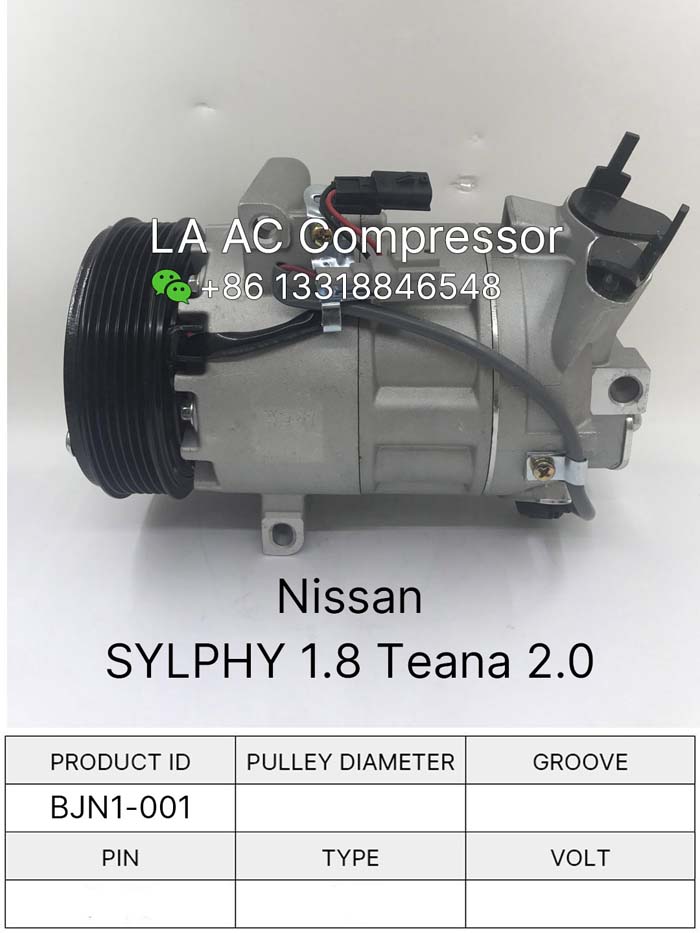 LA AC Compressor
+86 13318846548
Nissan
SYLPHY 1.8 Teana 2.0
PRODUCT ID PULLEY DIAMETER GROOVE
BJN1-001
PIN TYPE VOLT